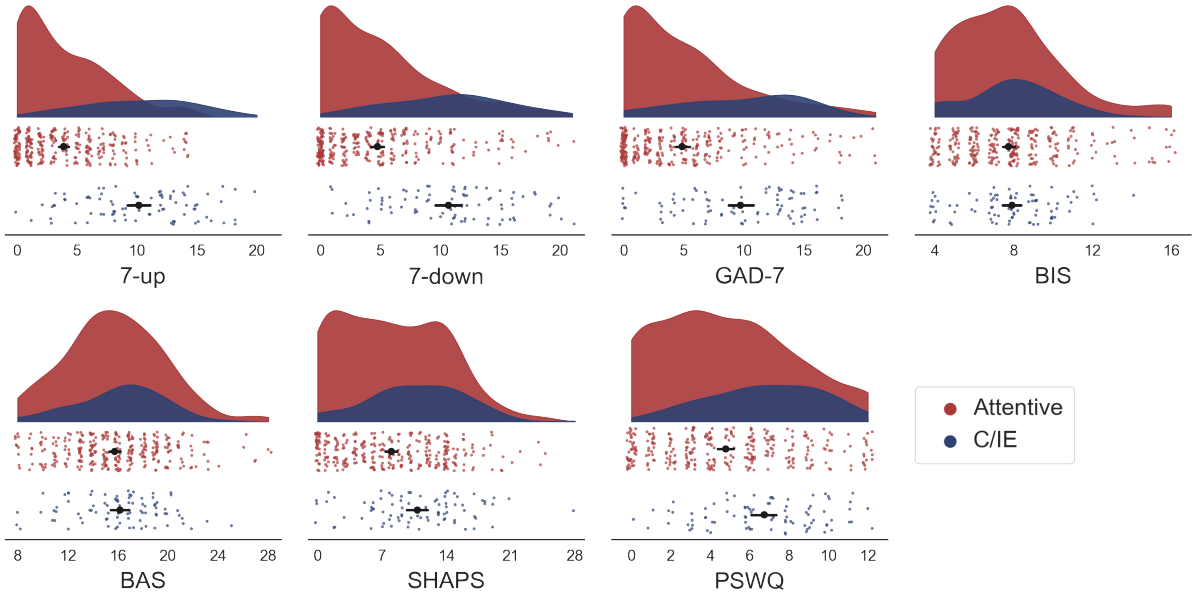 0 5 10 15 20
7-up
0 5 10 15 20
7-down
0 5 10 15 20
GAD-7
4 8 12 16
BIS
8 12 16 20 24 28
BAS
0 7 14 21 28
SHAPS
0 2 4 6 8 10 12
PSWQ
Attentive
C/IE